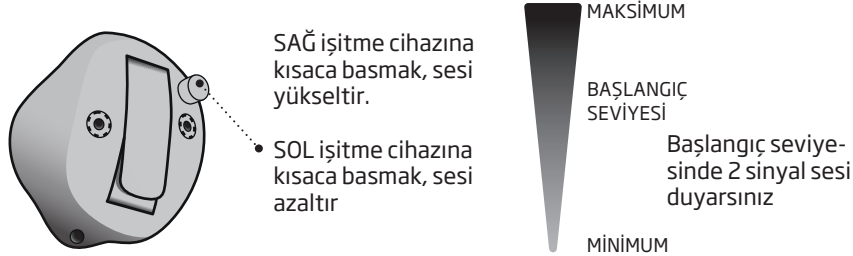 SAĞ işitme cihazına
kısaca basmak, sesi
yükseltir.
SOL işitme cihazına
kısaca basmak, sesi
azaltır
MAKSİMUM
BAŞLANGIÇ
SEVİYESİ
Başlangıç seviye-
sinde 2 sinyal sesi
duyarsınız
MİNİMUM